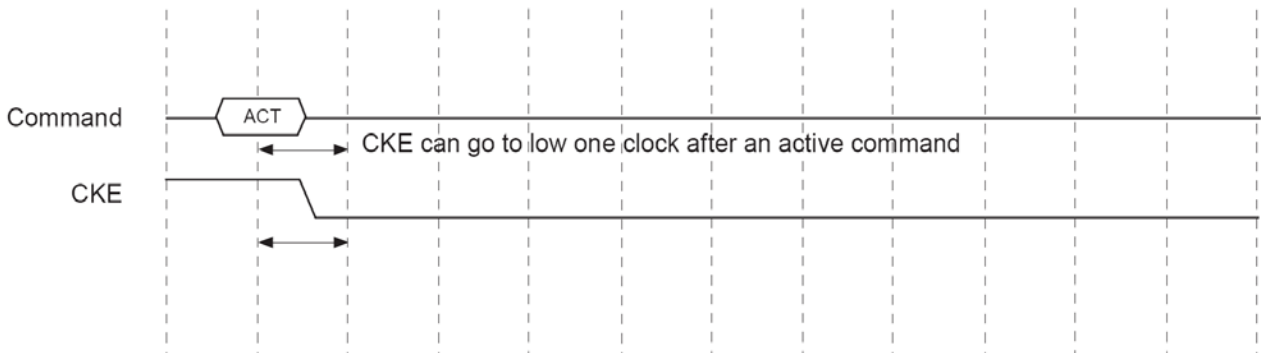 Command
ACT
CKE can go to low one clock after an active command
CKE